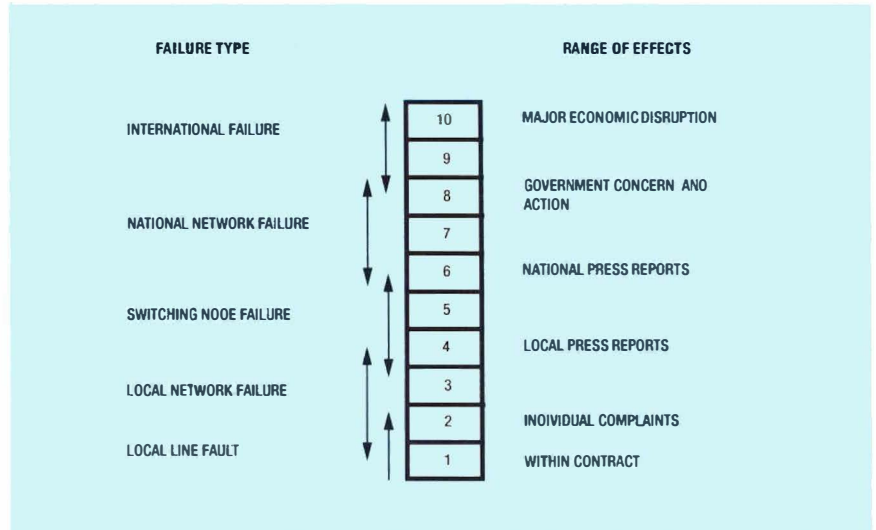 FAILURE TYPE
RANGE OF EFFECTS
INTERNATIONAL FAILURE
10
MAJOR ECONOMIC DISRUPTION
9
8
GOVERNMENT CONCERN ANO
ACTION
NATIONAL NETWORK FAILURE
7
6
NATIONAL PRESS REPORTS
SWITCHING NOOE FAILURE
5
4
LOCAL PRESS REPORTS
LOCAL NETWORK FAILURE
3
2
INOIVIDUAL COMPLAINTS
LOCAL LINE FAULT
1
WITHIN CONTRACT